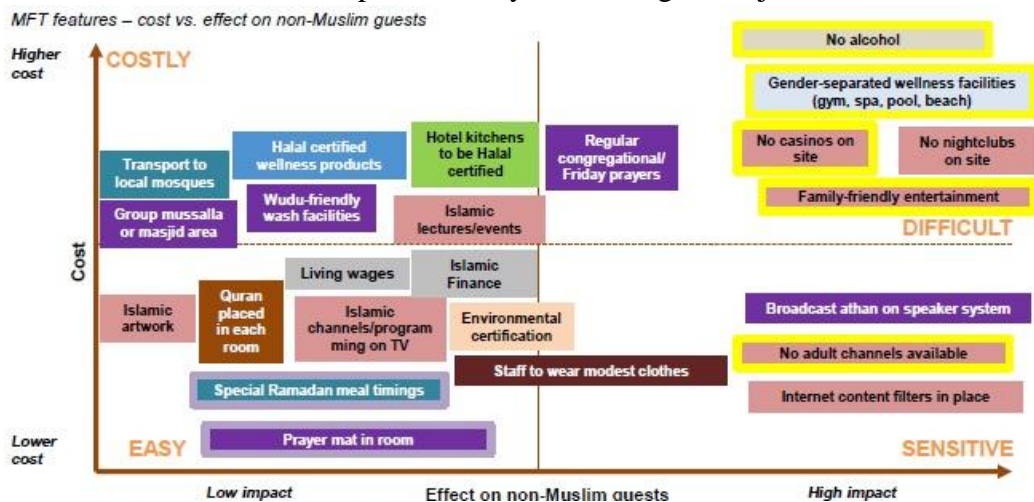 MFT features – cost vs. effect on non-Muslim guests
Higher
cost
COSTLY
No alcohol
Gender-separated wellness facilities
(gym, spa, pool, beach)
Transport to
local mosques
Halal certified
wellness products
Hotel kitchens
to be Halal
certified
Regular
congregational/
Friday prayers
No casinos on
site
No nightclubs
on site
Group mussalla
or masjid area
Wudu-friendly
wash facilities
Islamic
lectures/events
Family-friendly entertainment
DIFFICULT
Cost
Living wages
Islamic
Finance
Islamic
artwork
Quran
placed
in each
room
Islamic
channels/program
ming on TV
Environmental
certification
Broadcast athan on speaker system
Staff to wear modest clothes
No adult channels available
Special Ramadan meal timings
Internet content filters in place
Prayer mat in room
Lower
cost
EASY
SENSITIVE
Low impact
Effect on non-Muslim guests
High impact